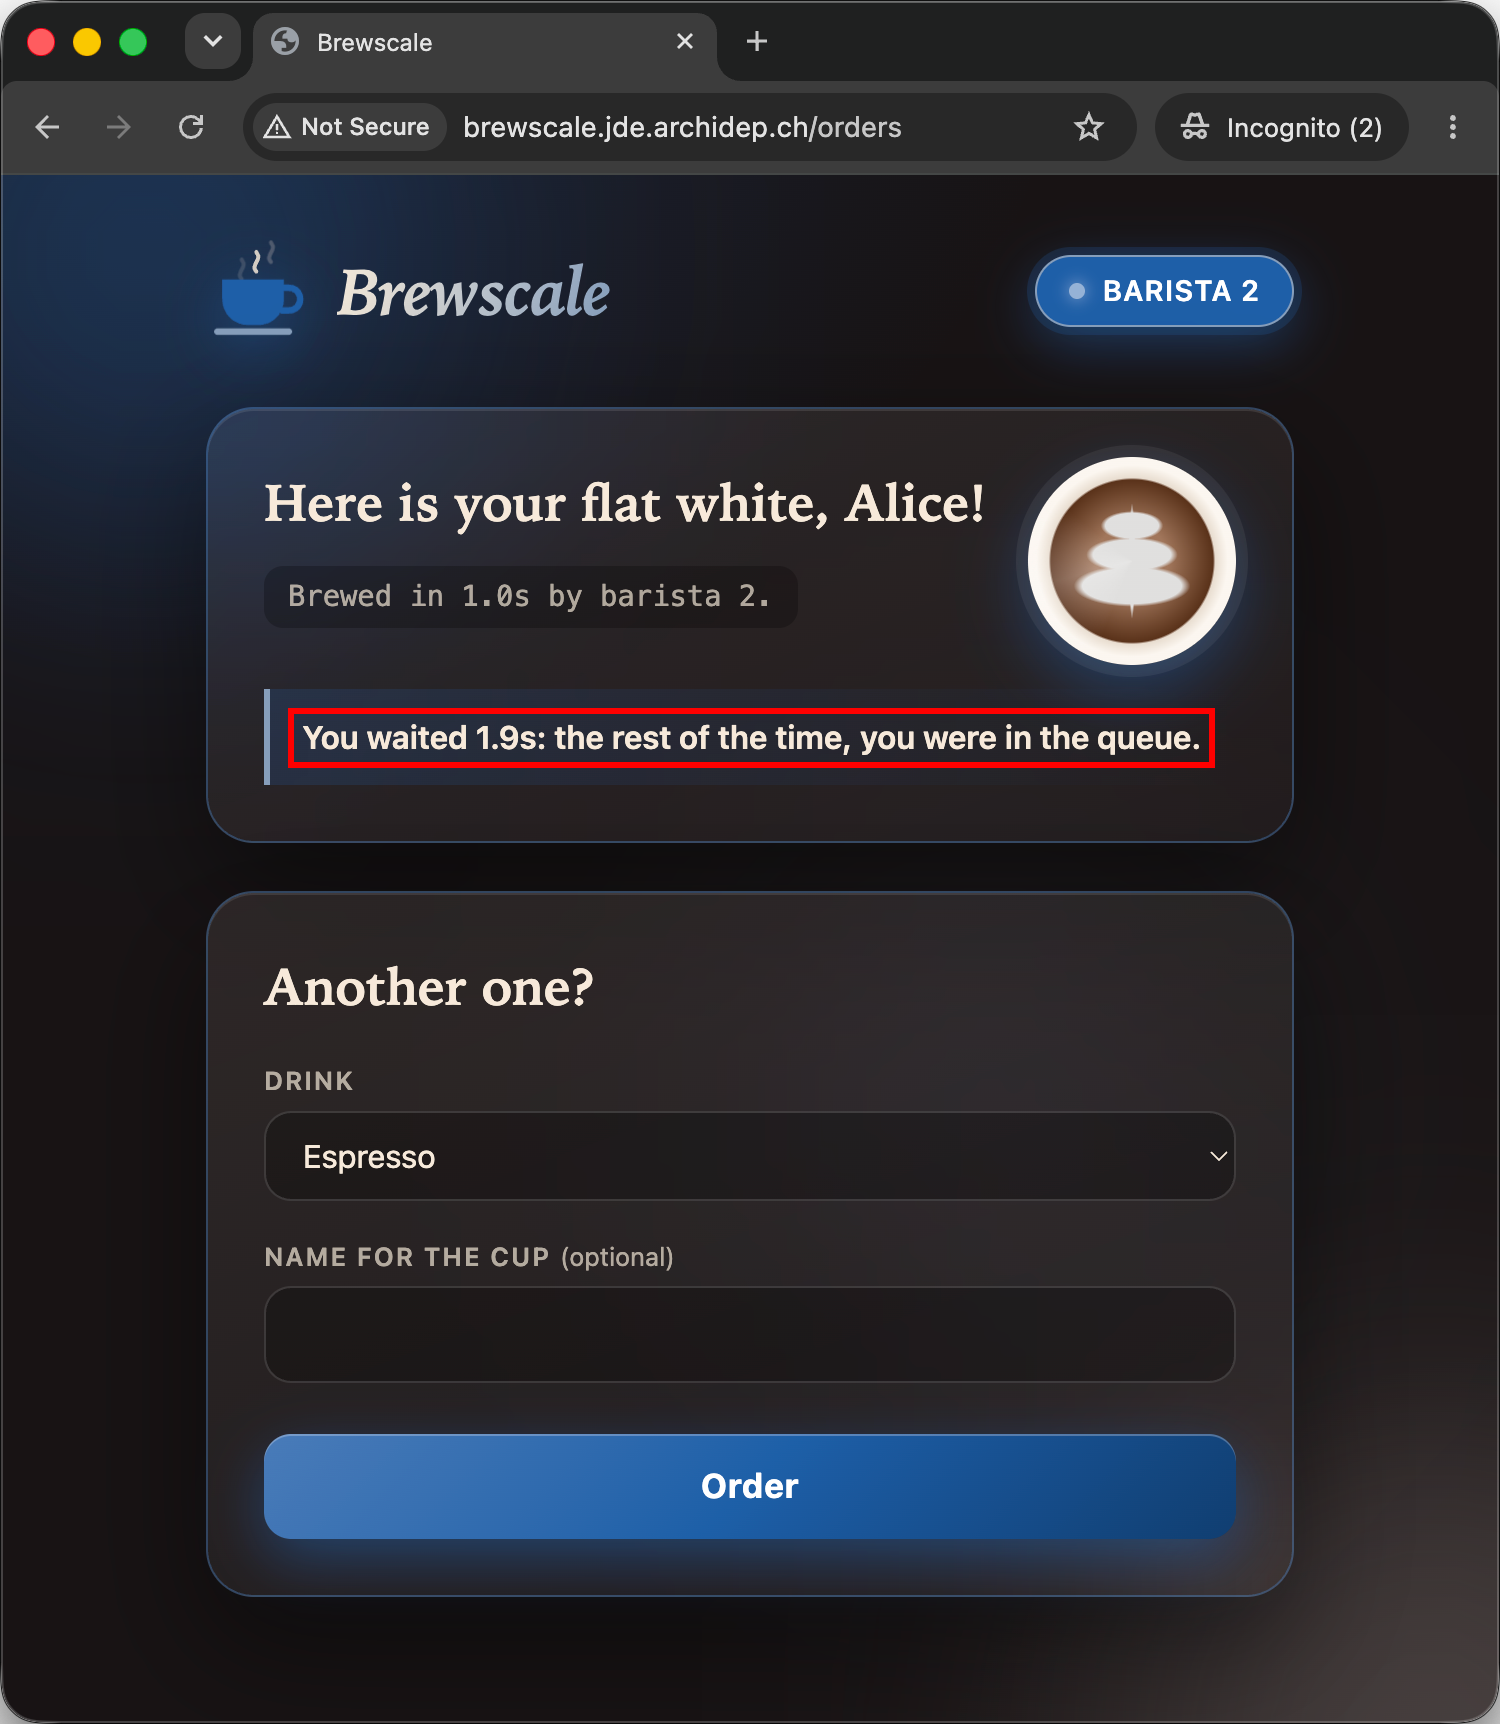 Brewscale
Not Secure
brewscale.jde.archidep.ch/orders
Incognito (2)
Brewscale
BARISTA 2
Here is your flat white, Alice!
Brewed in 1.0s by barista 2.
You waited 1.9s: the rest of the time, you were in the queue.
Another one?
DRINK
Espresso
NAME FOR THE CUP (optional)
Order